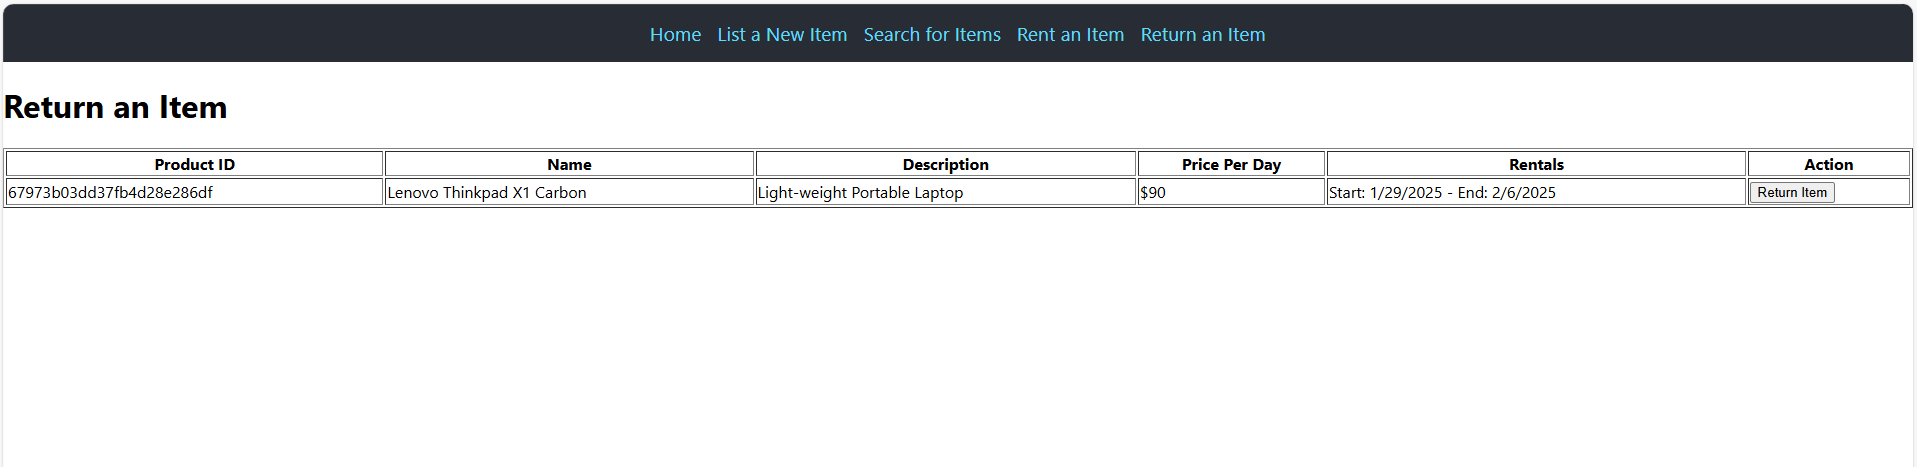 Home List a New Item Search for Items Rent an Item Return an Item
Return an Item
Product ID Name Description Price Per Day Rentals Action
67973b03dd37fb4d28e286df Lenovo Thinkpad X1 Carbon Light-weight Portable Laptop $90 Start: 1/29/2025 - End: 2/6/2025 Return Item